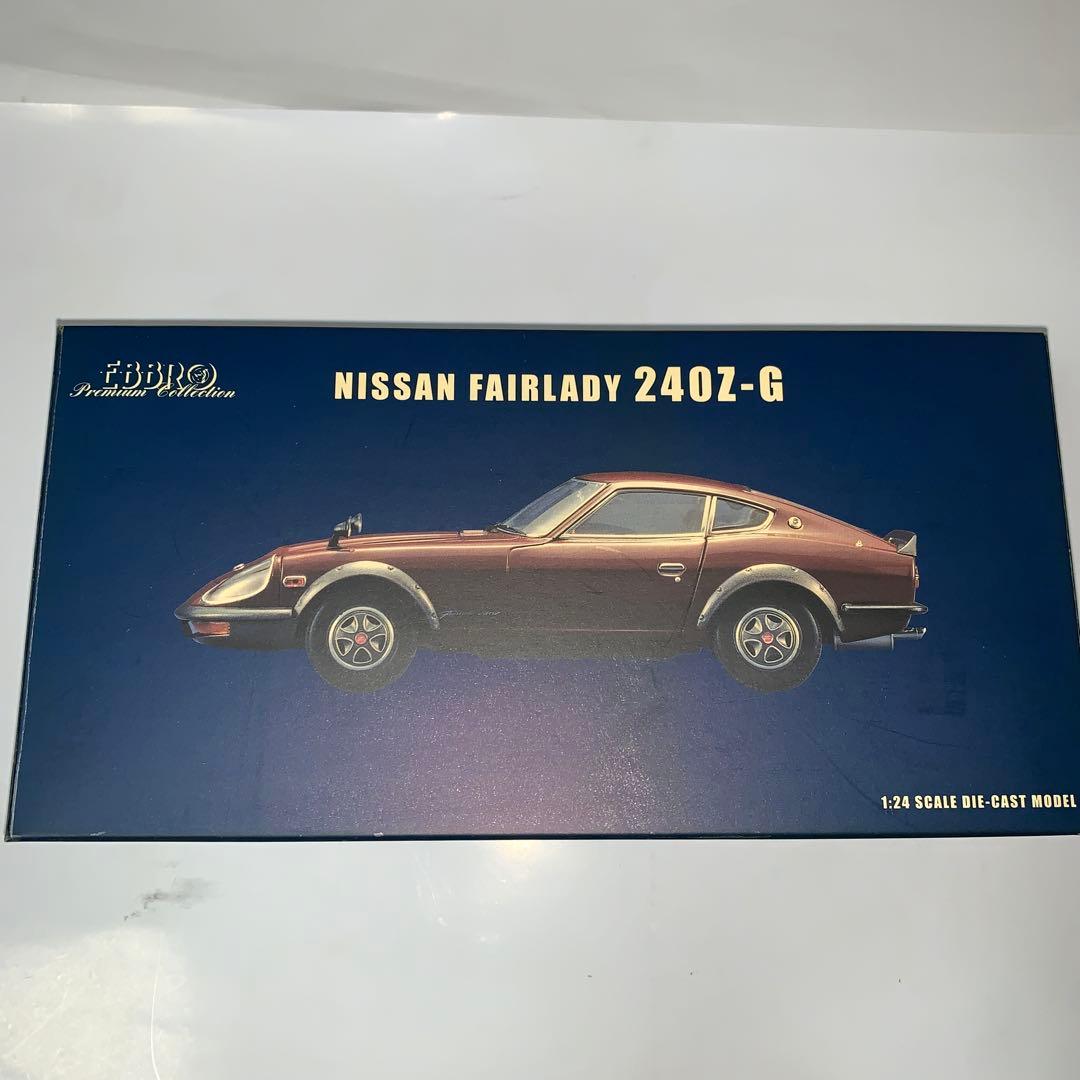 EBBRO
Premium Collection
NISSAN FAIRLADY 240Z-G
1:24 SCALE DIE-CAST MODEL